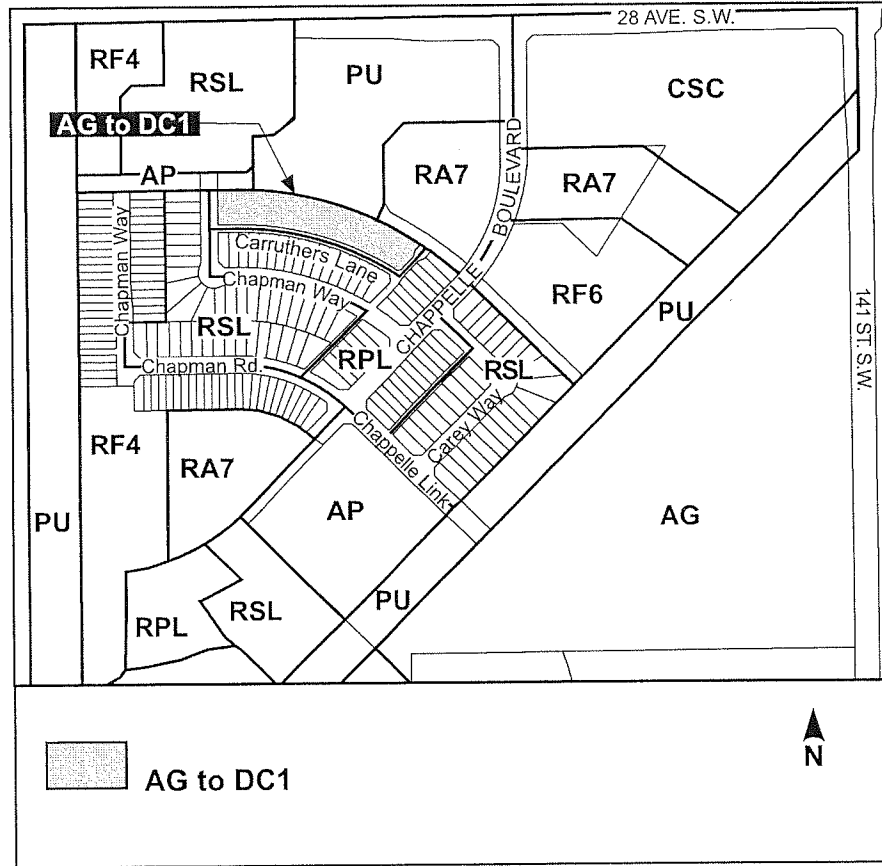 28 AVE. S.W.
RF4
RSL
PU
CSC
AG to DC1
BOULEVARD
RA7
RA7
AP
Chapman Way
Carruthers Lane
Chapman Way
CHAPPELLE
RF6
PU
141 ST. S.W.
RSL
RPL
RSL
Chapman Rd.
Carey Way
Chappelle Link
RF4
RA7
AP
AG
PU
PU
RPL
RSL
AG to DC1
N